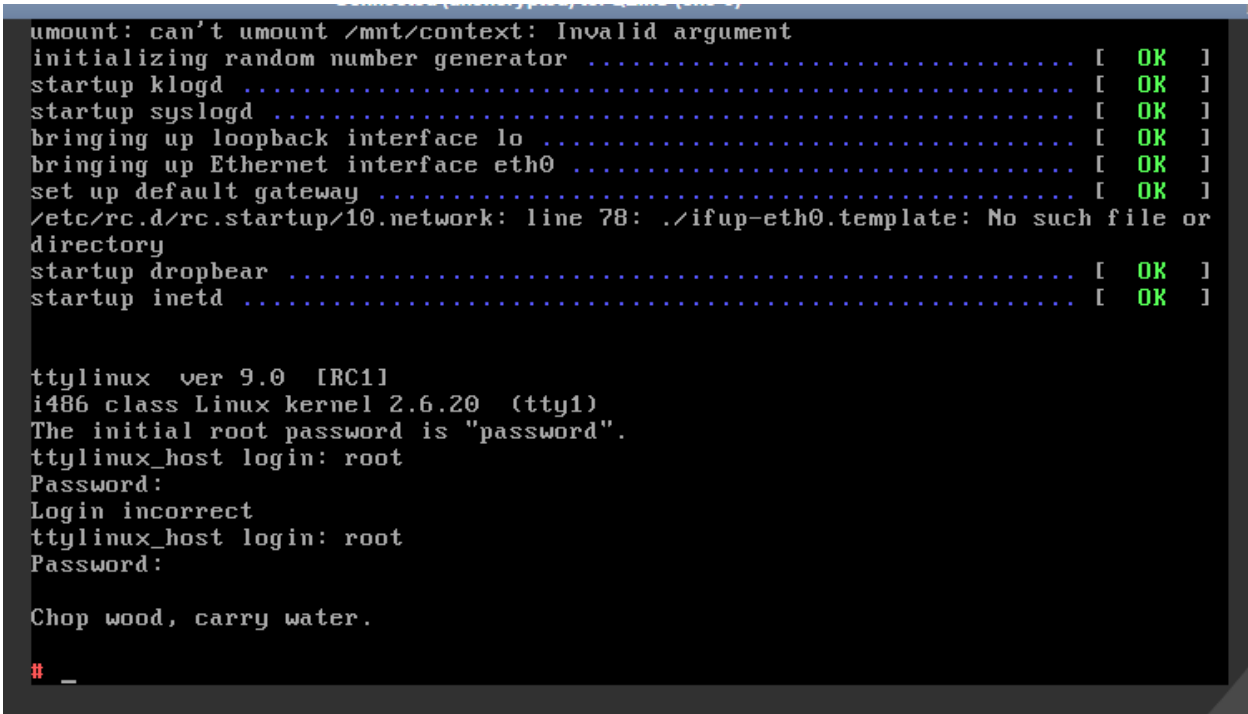 umount: can't umount /mnt/context: Invalid argument
initializing random number generator ................................. [ OK ]
startup klogd ........................................................ [ OK ]
startup syslogd ...................................................... [ OK ]
bringing up loopback interface lo .................................... [ OK ]
bringing up Ethernet interface eth0 .................................. [ OK ]
set up default gateway ............................................... [ OK ]
/etc/rc.d/rc.startup/10.network: line 78: ./ifup-eth0.template: No such file or
directory
startup dropbear ..................................................... [ OK ]
startup inetd ........................................................ [ OK ]
ttylinux ver 9.0 [RC1]
i486 class Linux kernel 2.6.20 (tty1)
The initial root password is "password".
ttylinux_host login: root
Password:
Login incorrect
ttylinux_host login: root
Password:
Chop wood, carry water.
# _